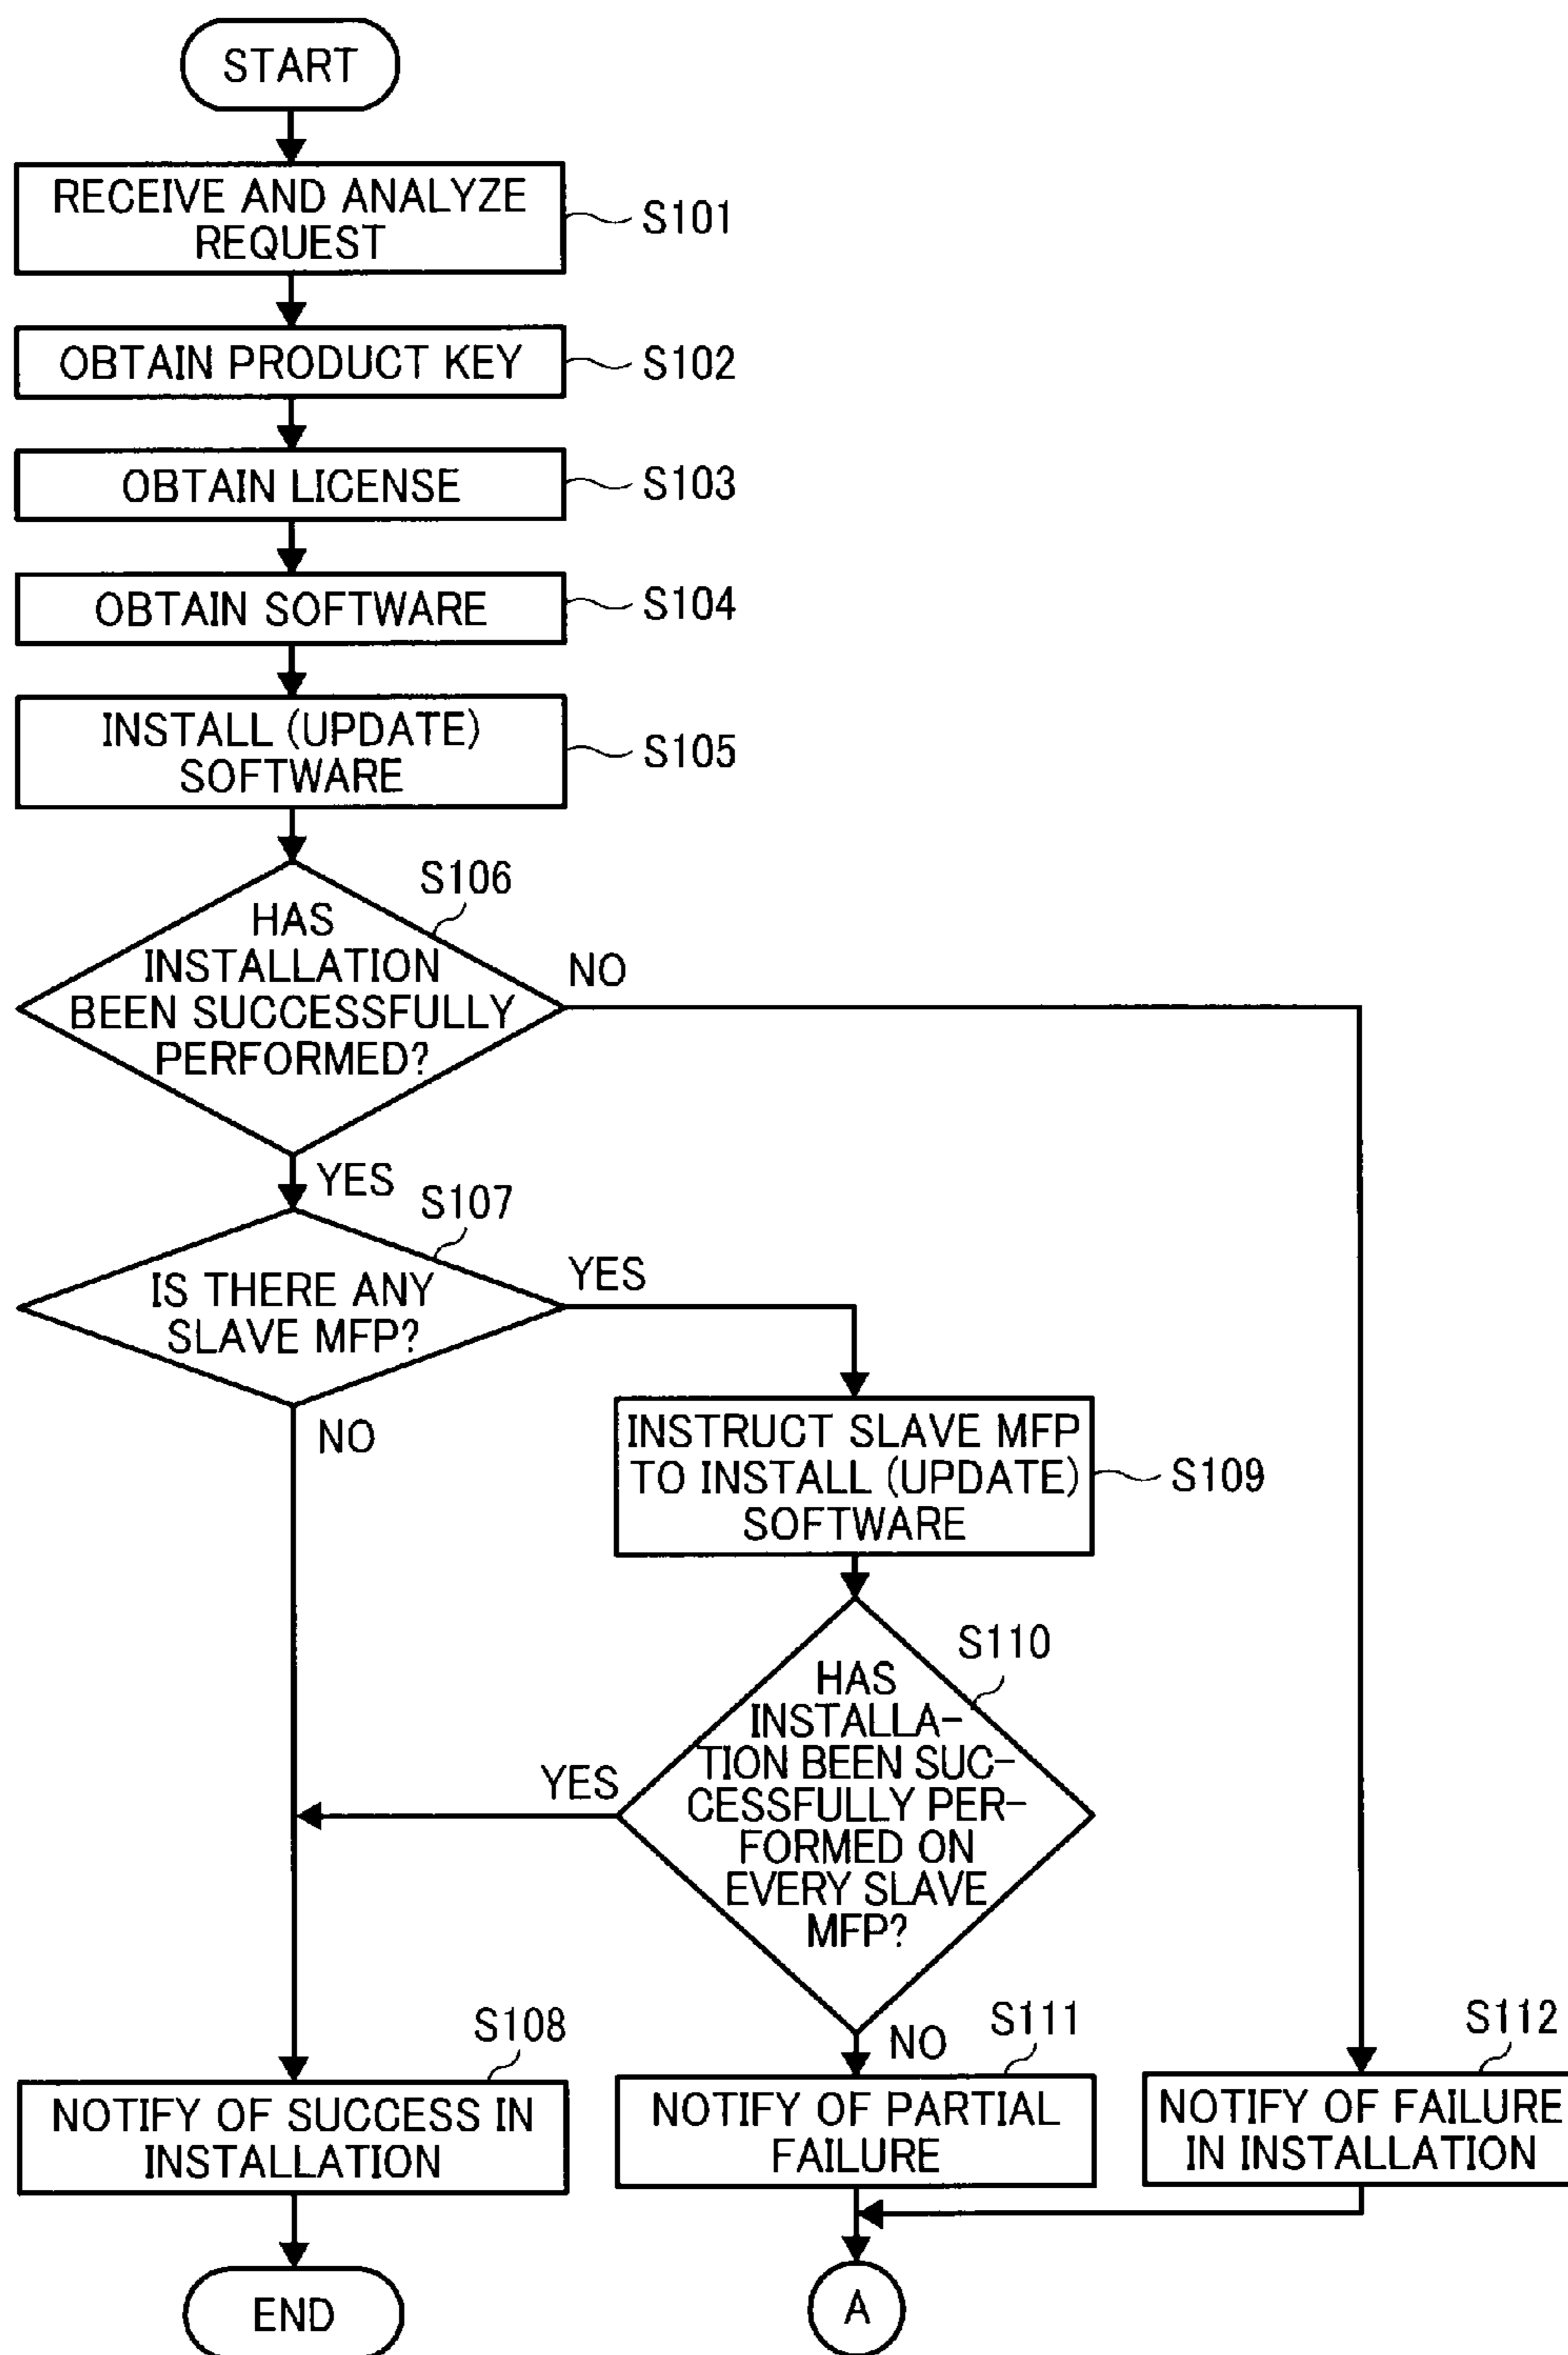 START
RECEIVE AND ANALYZE
REQUEST
S101
OBTAIN PRODUCT KEY
S102
OBTAIN LICENSE
S103
OBTAIN SOFTWARE
S104
INSTALL (UPDATE)
SOFTWARE
S105
S106
HAS
INSTALLATION
BEEN SUCCESSFULLY
PERFORMED?
NO
YES
S107
IS THERE ANY
SLAVE MFP?
YES
NO
INSTRUCT SLAVE MFP
TO INSTALL (UPDATE)
SOFTWARE
S109
S110
HAS
INSTALLA-
TION BEEN SUC-
CESSFULLY PER-
FORMED ON
EVERY SLAVE
MFP?
YES
NO
S108
NOTIFY OF SUCCESS IN
INSTALLATION
S111
NOTIFY OF PARTIAL
FAILURE
S112
NOTIFY OF FAILURE
IN INSTALLATION
END
A